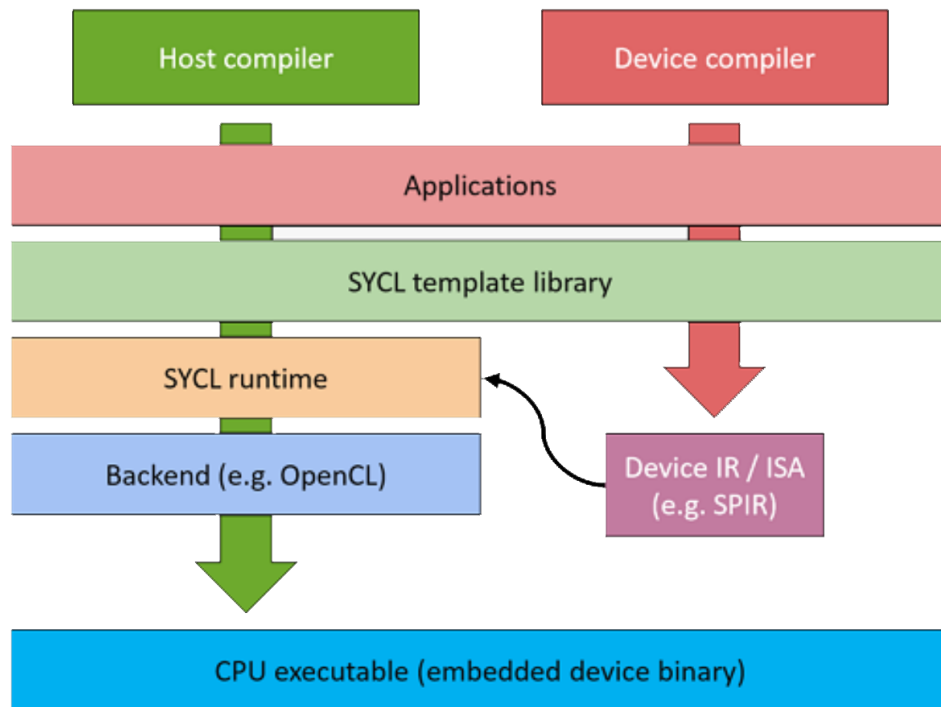 Host compiler
Device compiler
Applications
SYCL template library
SYCL runtime
Backend (e.g. OpenCL)
Device IR / ISA
(e.g. SPIR)
CPU executable (embedded device binary)